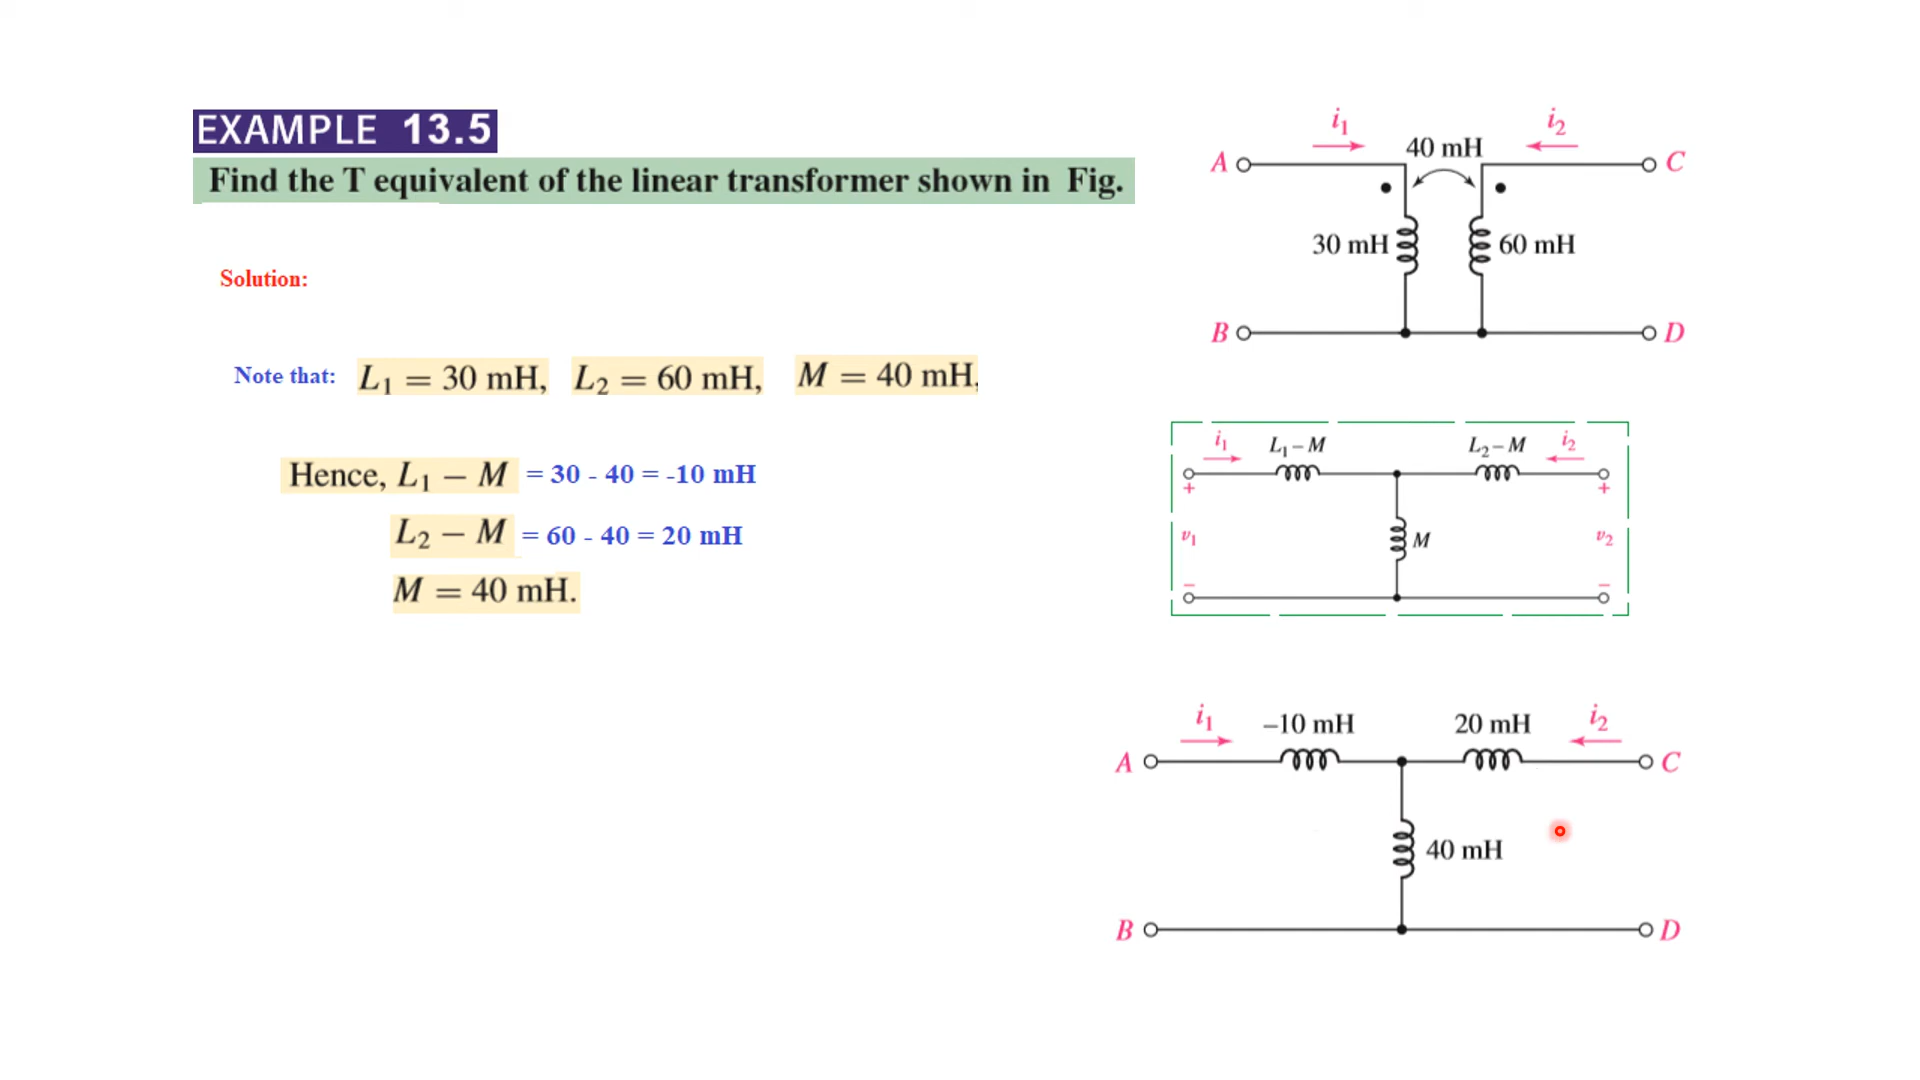 EXAMPLE 13.5
Find the T equivalent of the linear transformer shown in Fig.
Solution:
Note that: L₁ = 30 mH, L₂ = 60 mH, M = 40 mH,
Hence, L₁ − M = 30 - 40 = -10 mH
L₂ − M = 60 - 40 = 20 mH
M = 40 mH.
i₁ 40 mH i₂
A C
30 mH 60 mH
B D
i₁ L₁ – M L₂ – M i₂
+ +
v₁ M v₂
– –
i₁ –10 mH 20 mH i₂
A C
40 mH
B D